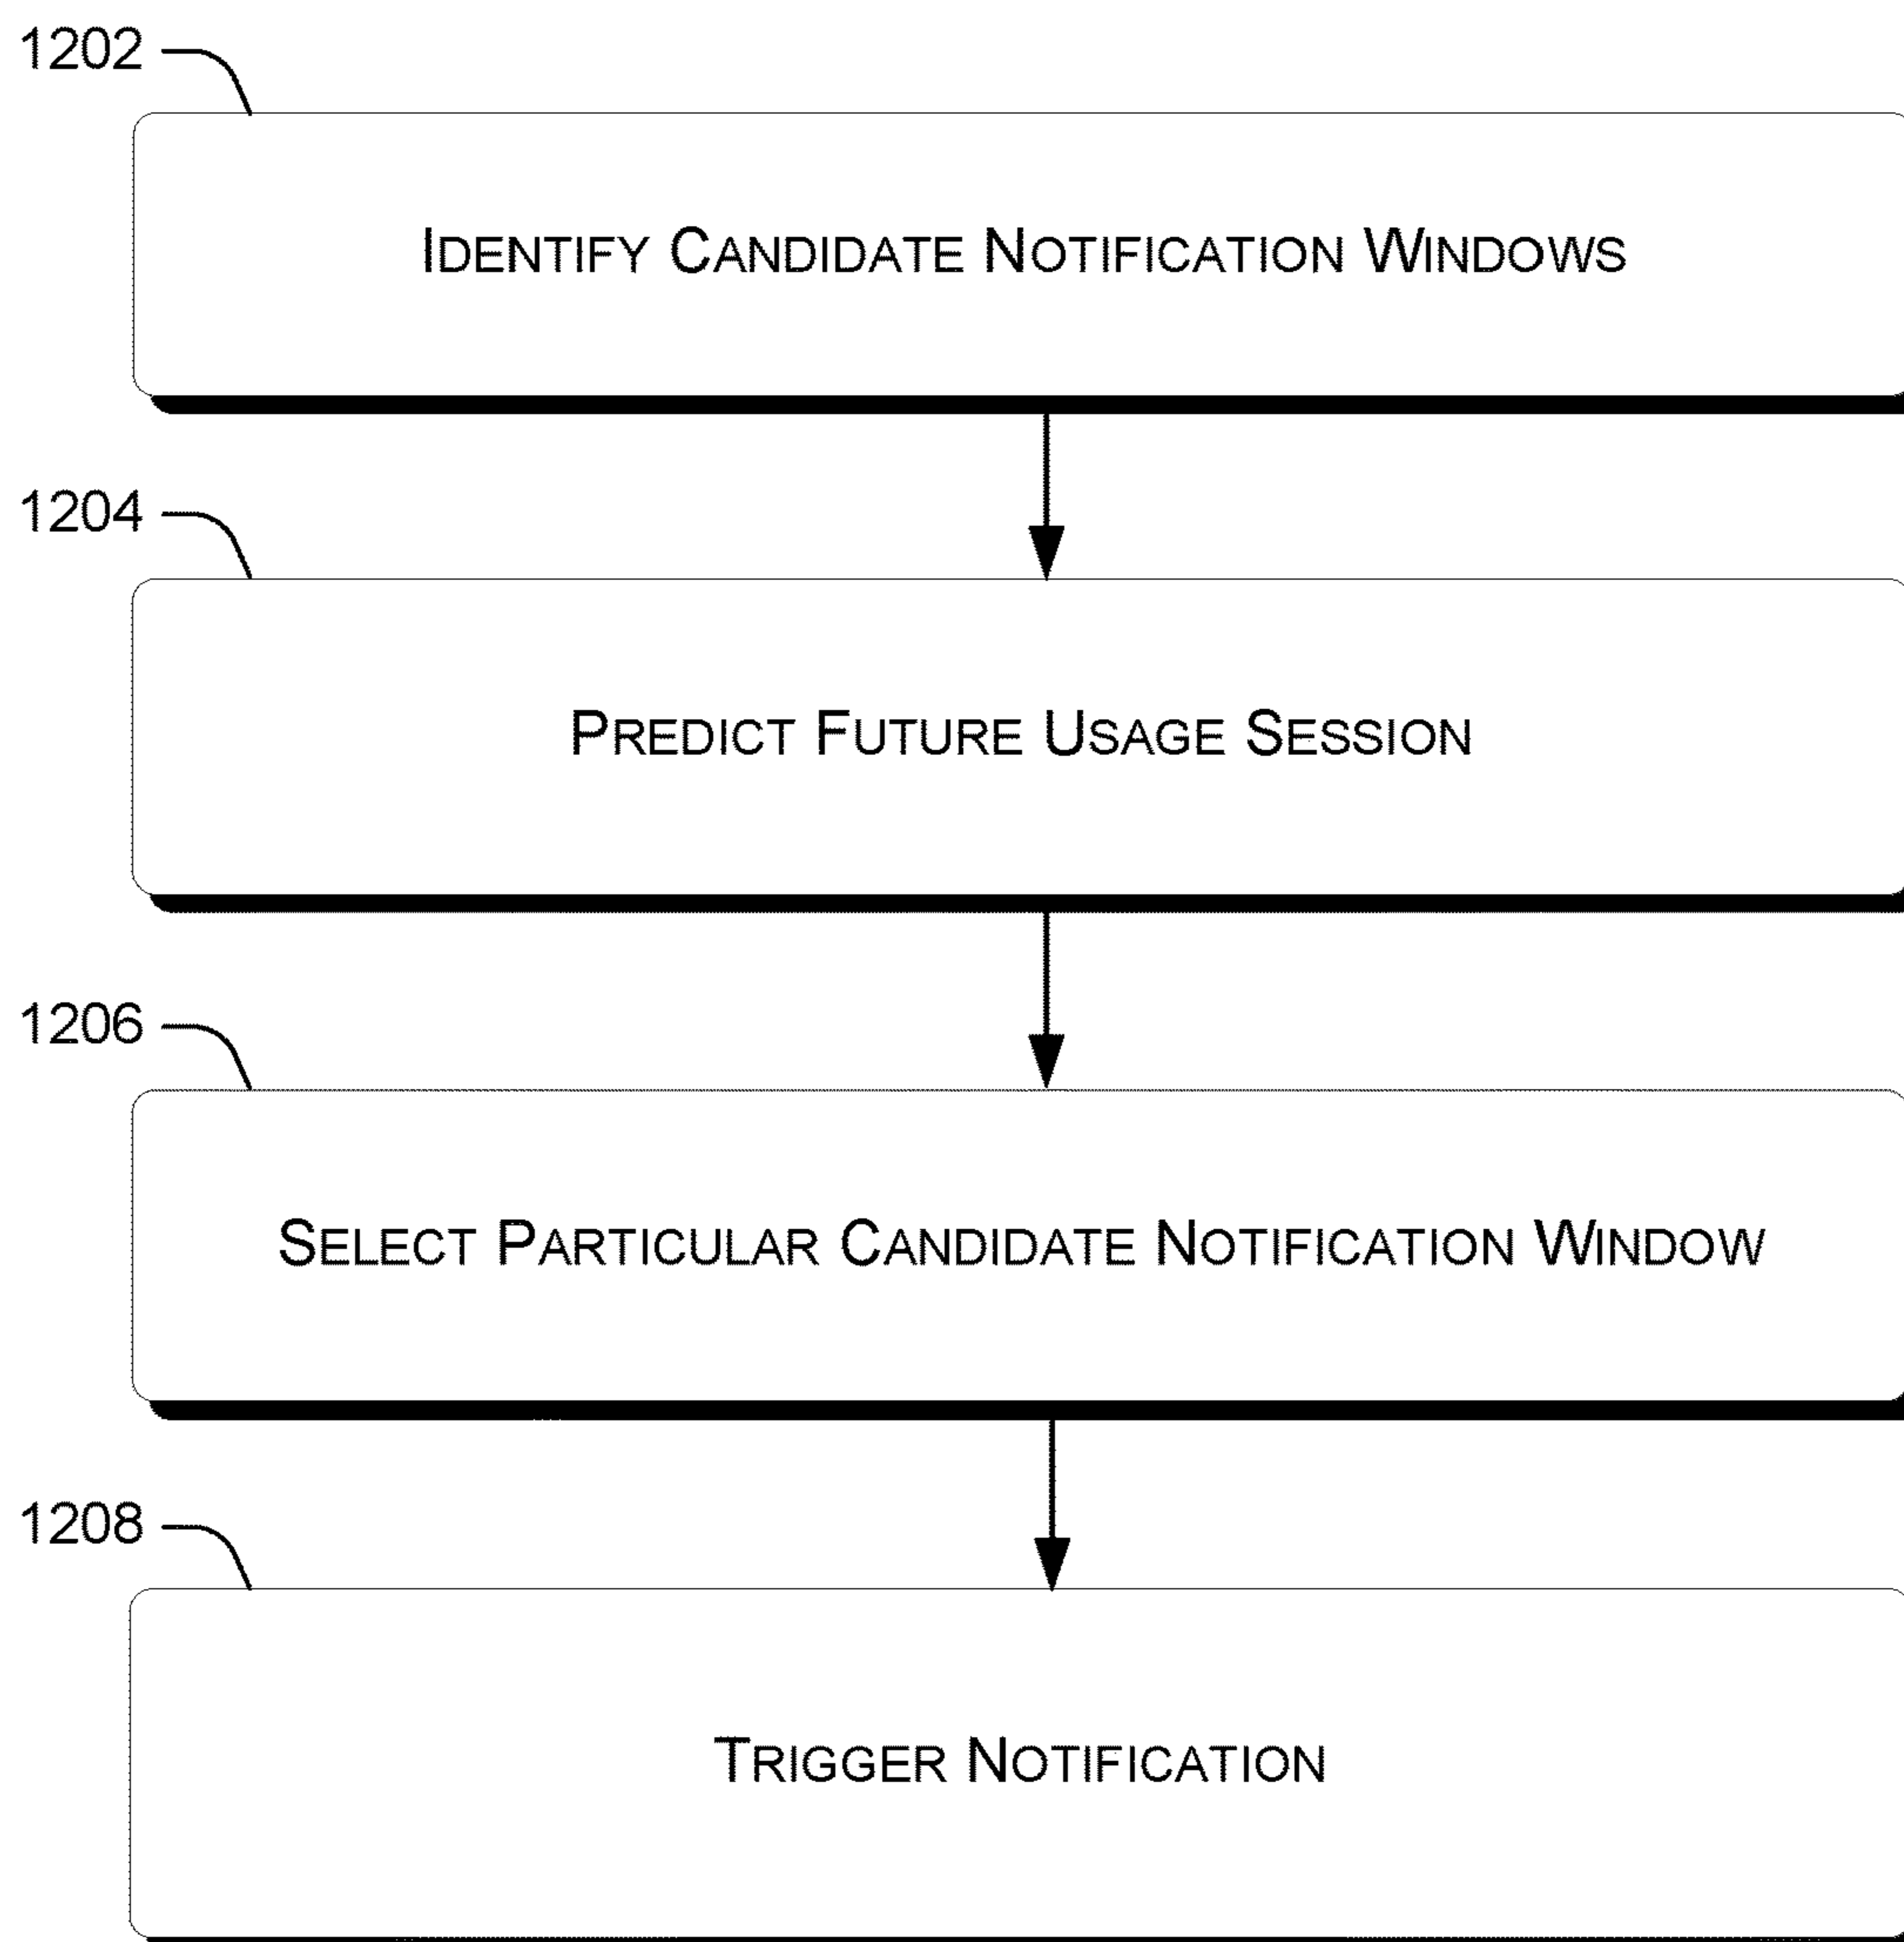 1202
IDENTIFY CANDIDATE NOTIFICATION WINDOWS
1204
PREDICT FUTURE USAGE SESSION
1206
SELECT PARTICULAR CANDIDATE NOTIFICATION WINDOW
1208
TRIGGER NOTIFICATION